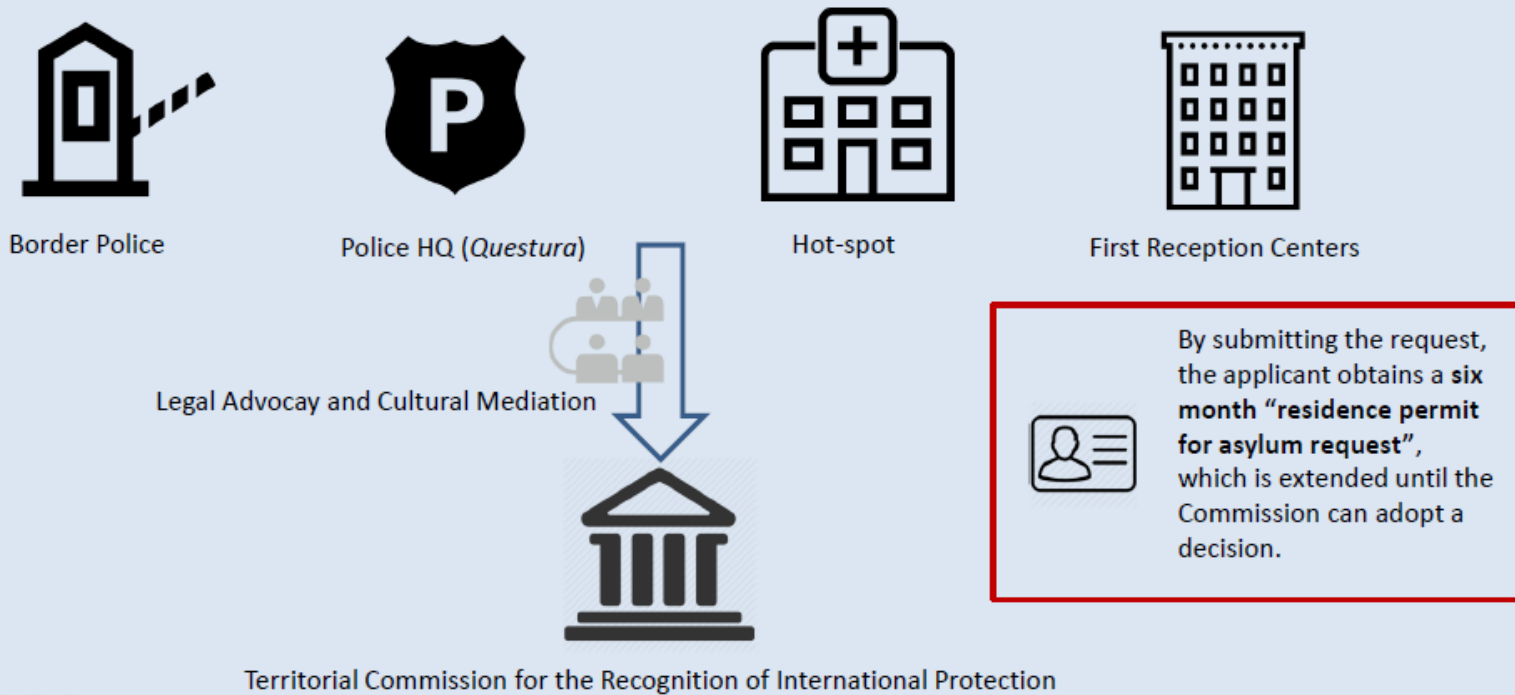 P
Border Police
Police HQ (Questura)
Hot-spot
First Reception Centers
Legal Advocay and Cultural Mediation
By submitting the request,
the applicant obtains a six
month “residence permit
for asylum request”,
which is extended until the
Commission can adopt a
decision.
Territorial Commission for the Recognition of International Protection